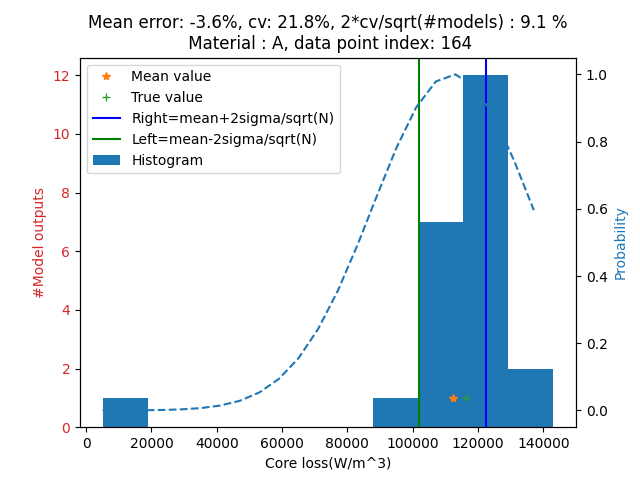 Mean error: -3.6%, cv: 21.8%, 2*cv/sqrt(#models) : 9.1 %
Material : A, data point index: 164
Mean value
True value
Right=mean+2sigma/sqrt(N)
Left=mean-2sigma/sqrt(N)
Histogram
#Model outputs
12
10
8
6
4
2
0
Probability
1.0
0.8
0.6
0.4
0.2
0.0
0 20000 40000 60000 80000 100000 120000 140000
Core loss(W/m^3)